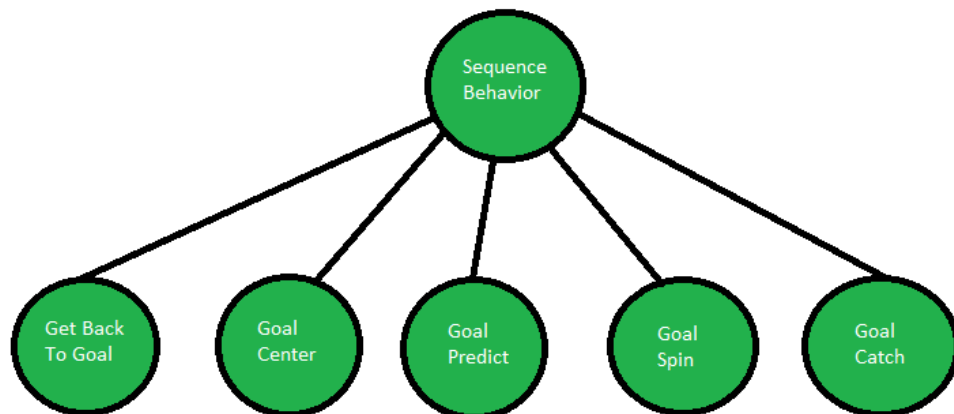 Sequence
Behavior
Get Back
To Goal
Goal
Center
Goal
Predict
Goal
Spin
Goal
Catch